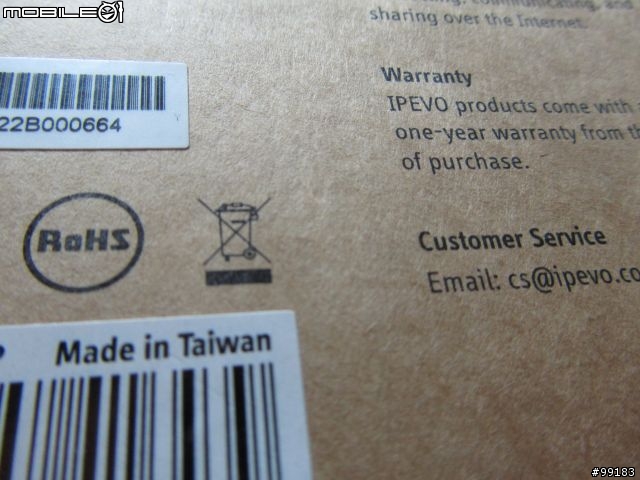 MOBILE01
sharing over the Internet.
22B000664
Warranty
IPEVO products come with
one-year warranty from th
of purchase.
RoHS
Customer Service
Email: cs@ipevo.co
Made in Taiwan
#99183